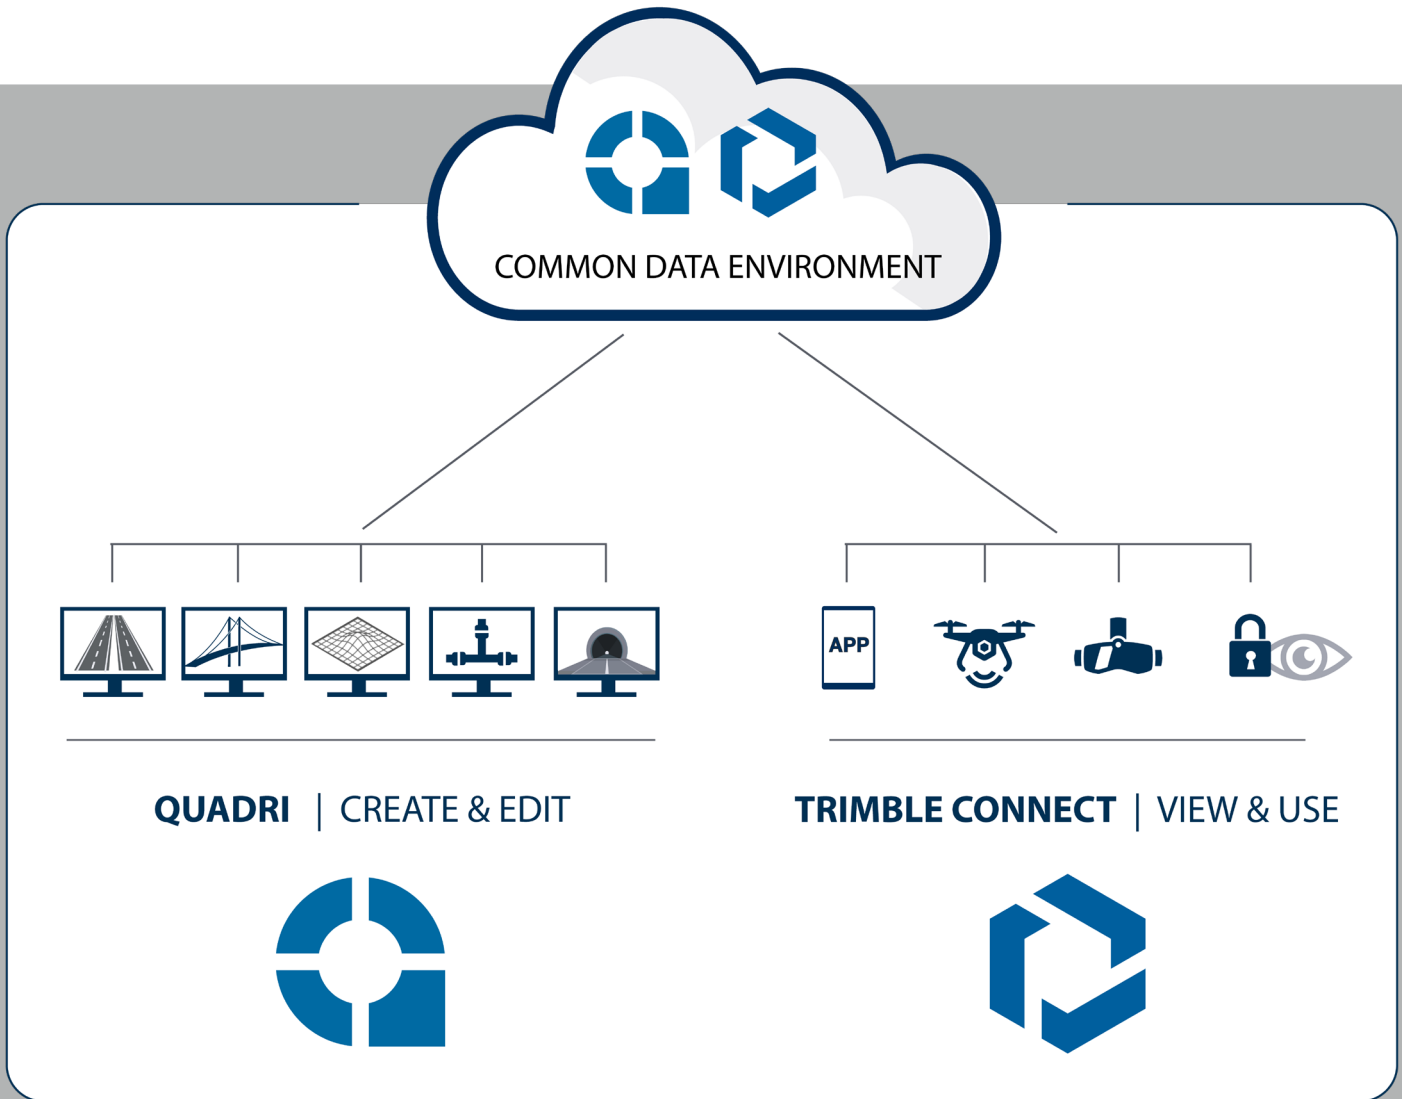 COMMON DATA ENVIRONMENT
APP
QUADRI | CREATE & EDIT
TRIMBLE CONNECT | VIEW & USE